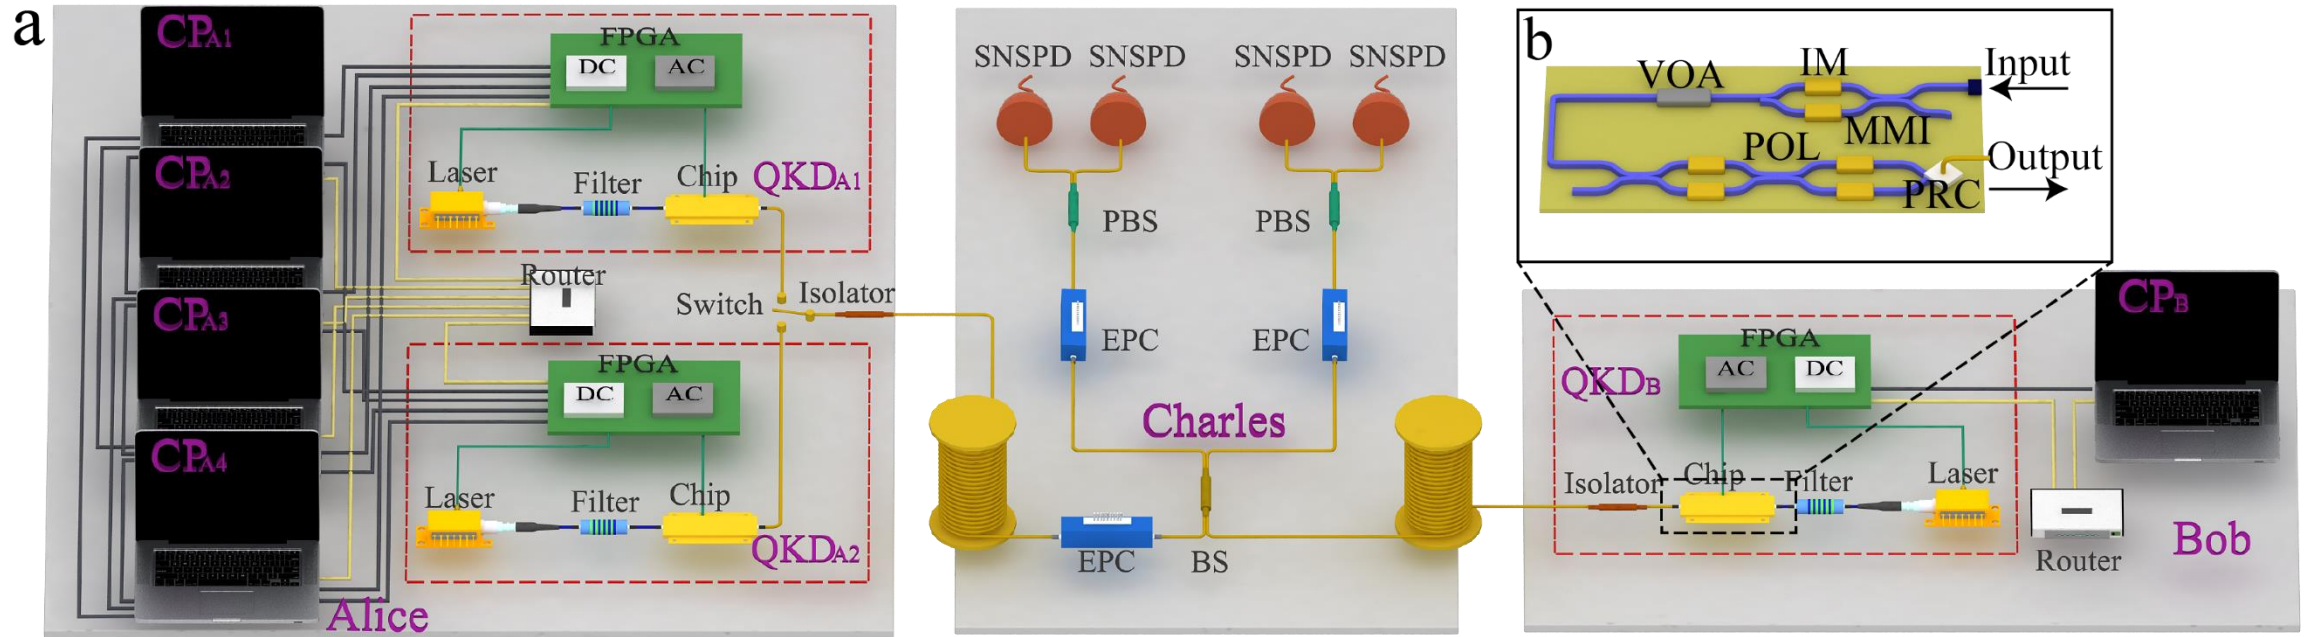 a
CPA1
CPA2
CPA3
CPA4
Alice
FPGA
DC
AC
Laser
Filter
Chip
QKDA1
Router
Switch
Isolator
FPGA
DC
AC
Laser
Filter
Chip
QKDA2
SNSPD
SNSPD
SNSPD
SNSPD
PBS
PBS
EPC
EPC
Charles
EPC
BS
b
VOA
IM
Input
MMI
POL
Output
PRC
CPB
FPGA
AC
DC
QKDB
Isolator
Chip
Filter
Laser
Router
Bob